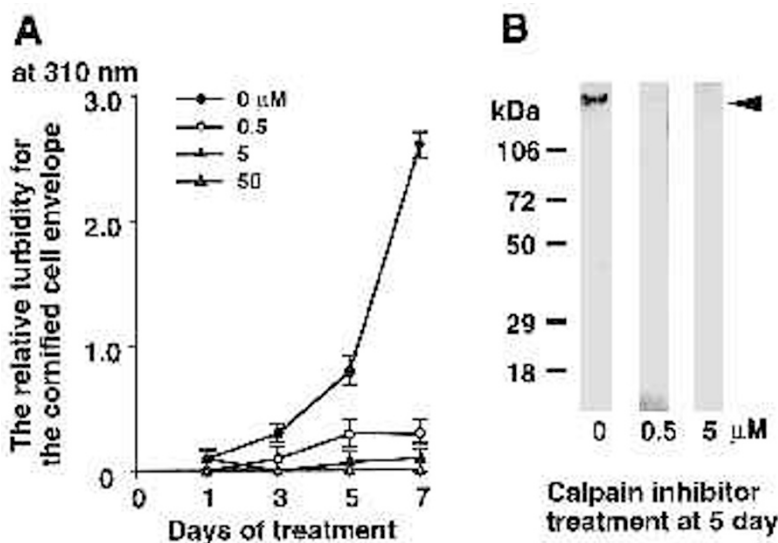 A
at 310 nm
The relative turbidity for
the cornified cell envelope
3.0
2.0
1.0
0
0 μM
0.5
5
50
0 1 3 5 7
Days of treatment
B
kDa
106
72
50
29
18
0 0.5 5 μM
Calpain inhibitor
treatment at 5 day